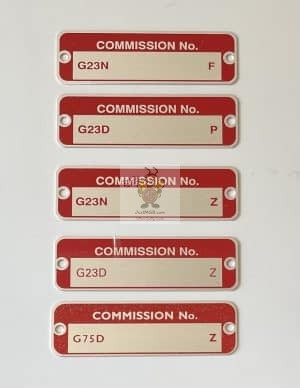 COMMISSION No.
G23N F
COMMISSION No.
G23D P
COMMISSION No.
G23N Z
COMMISSION No.
G23D Z
COMMISSION No.
G75D Z